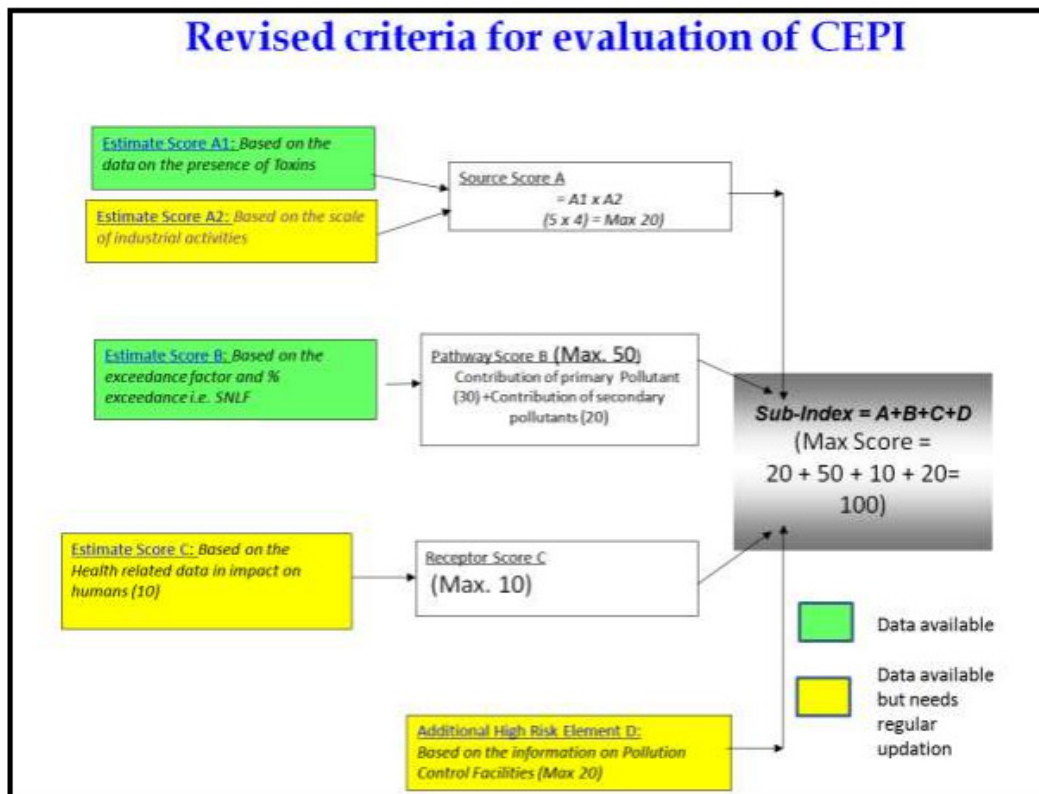 Revised criteria for evaluation of CEPI
Estimate Score A1: Based on the
data on the presence of Toxins
Estimate Score A2: Based on the scale
of industrial activities
Source Score A
= A1 x A2
(5 x 4) = Max 20)
Estimate Score B: Based on the
exceedance factor and %
exceedance i.e. SNLF
Pathway Score B (Max. 50)
Contribution of primary Pollutant
(30) +Contribution of secondary
pollutants (20)
Sub-Index = A+B+C+D
(Max Score =
20 + 50 + 10 + 20=
100)
Estimate Score C: Based on the
Health related data in impact on
humans (10)
Receptor Score C
(Max. 10)
Data available
Data available
but needs
regular
updation
Additional High Risk Element D:
Based on the information on Pollution
Control Facilities (Max 20)